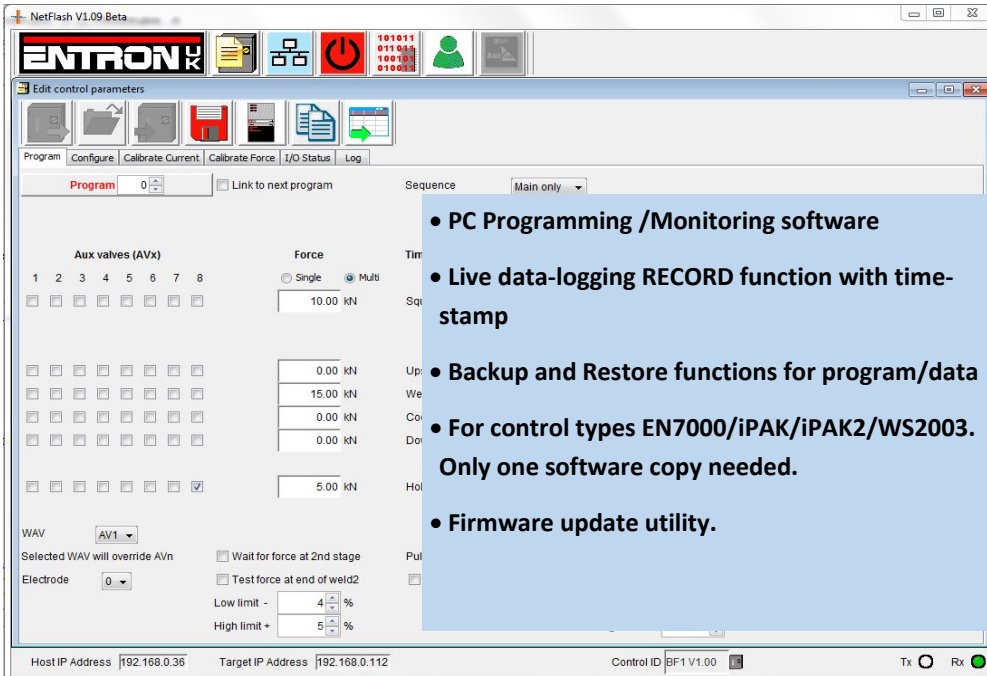 NetFlash V1.09 Beta
ENTRON UK
101011
011011
100101
010011
Edit control parameters
Program Configure Calibrate Current Calibrate Force I/O Status Log
Program 0 Link to next program Sequence Main only
Aux valves (AVx) Force
1 2 3 4 5 6 7 8 Single Multi
10.00 kN
0.00 kN
15.00 kN
0.00 kN
0.00 kN
5.00 kN
WAV AV1
Selected WAV will override AVn Wait for force at 2nd stage
Electrode 0 Test force at end of weld2
Low limit - 4 %
High limit + 5 %
• PC Programming /Monitoring software
• Live data-logging RECORD function with time-
stamp
• Backup and Restore functions for program/data
• For control types EN7000/iPAK/iPAK2/WS2003.
Only one software copy needed.
• Firmware update utility.
Host IP Address 192.168.0.36 Target IP Address 192.168.0.112 Control ID BF1 V1.00 Tx Rx